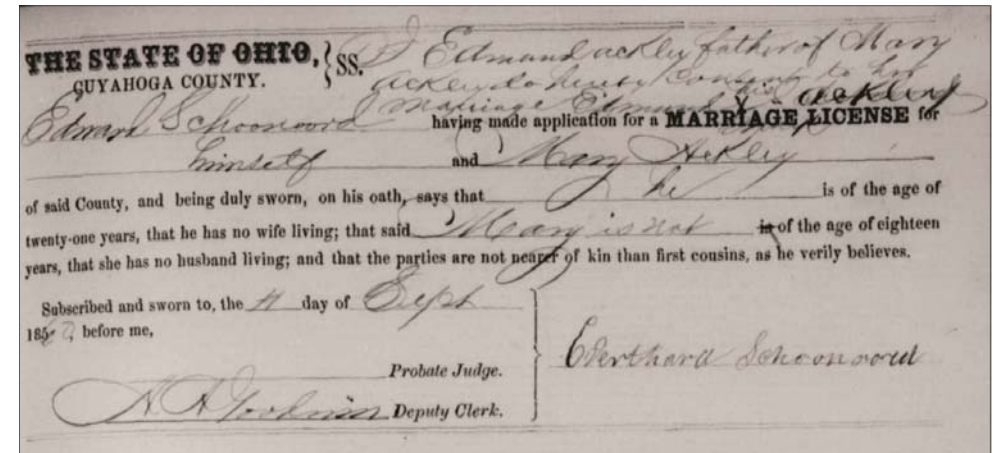 THE STATE OF OHIO, } SS. I Edmund Ackley father of Mary
CUYAHOGA COUNTY. Ackley do hereby consent to her
marriage Edmund his X Ackley
Edward Schoonoord having made application for a MARRIAGE LICENSE for
himself and Mary Ackley
of said County, and being duly sworn, on his oath, says that he is of the age of
twenty-one years, that he has no wife living; that said Mary is not is of the age of eighteen
years, that she has no husband living; and that the parties are not nearer of kin than first cousins, as he verily believes.
Subscribed and sworn to, the 11 day of Sept
185, before me,
Probate Judge.
Deputy Clerk.
Everthard Schoonoord